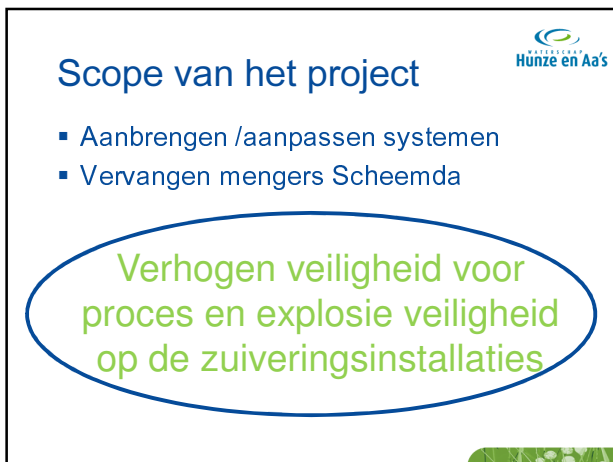 WATERSCHAP
Hunze en Aa's
Scope van het project
▪ Aanbrengen /aanpassen systemen
▪ Vervangen mengers Scheemda
Verhogen veiligheid voor
proces en explosie veiligheid
op de zuiveringsinstallaties